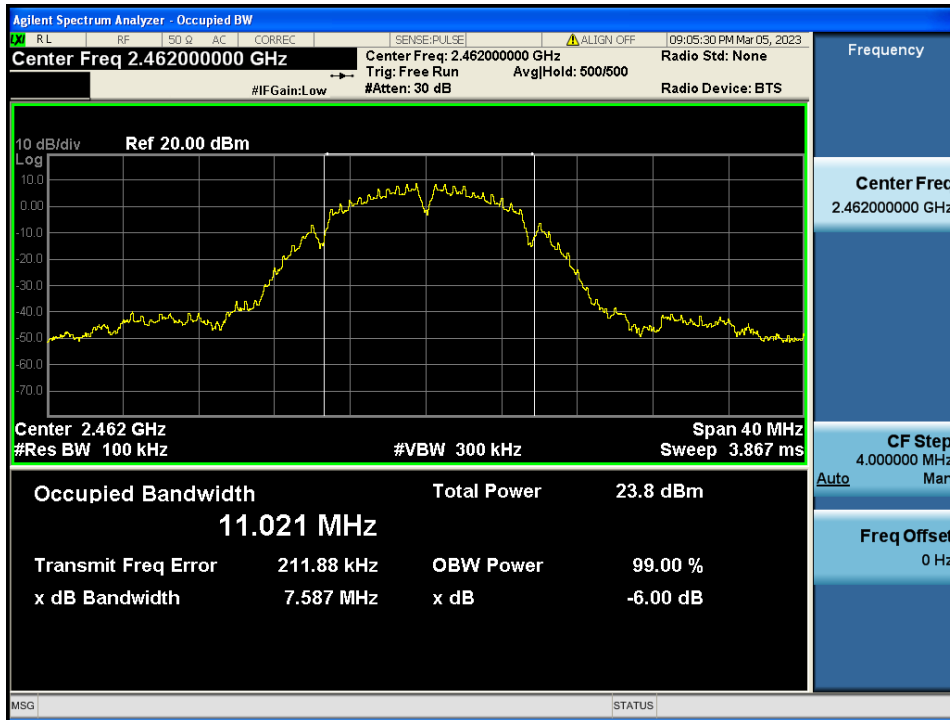 Agilent Spectrum Analyzer - Occupied BW
LXI RL RF 50 Ω AC CORREC SENSE:PULSE ALIGN OFF 09:05:30 PM Mar 05, 2023
Center Freq 2.462000000 GHz
Center Freq: 2.462000000 GHz Radio Std: None
Trig: Free Run Avg|Hold: 500/500
#IFGain:Low #Atten: 30 dB Radio Device: BTS
10 dB/div Ref 20.00 dBm
Log
10.0
0.00
-10.0
-20.0
-30.0
-40.0
-50.0
-60.0
-70.0
Center 2.462 GHz Span 40 MHz
#Res BW 100 kHz #VBW 300 kHz Sweep 3.867 ms
Occupied Bandwidth Total Power 23.8 dBm
11.021 MHz
Transmit Freq Error 211.88 kHz OBW Power 99.00 %
x dB Bandwidth 7.587 MHz x dB -6.00 dB
Frequency
Center Freq
2.462000000 GHz
CF Step
4.000000 MHz
Auto Man
Freq Offset
0 Hz
MSG STATUS